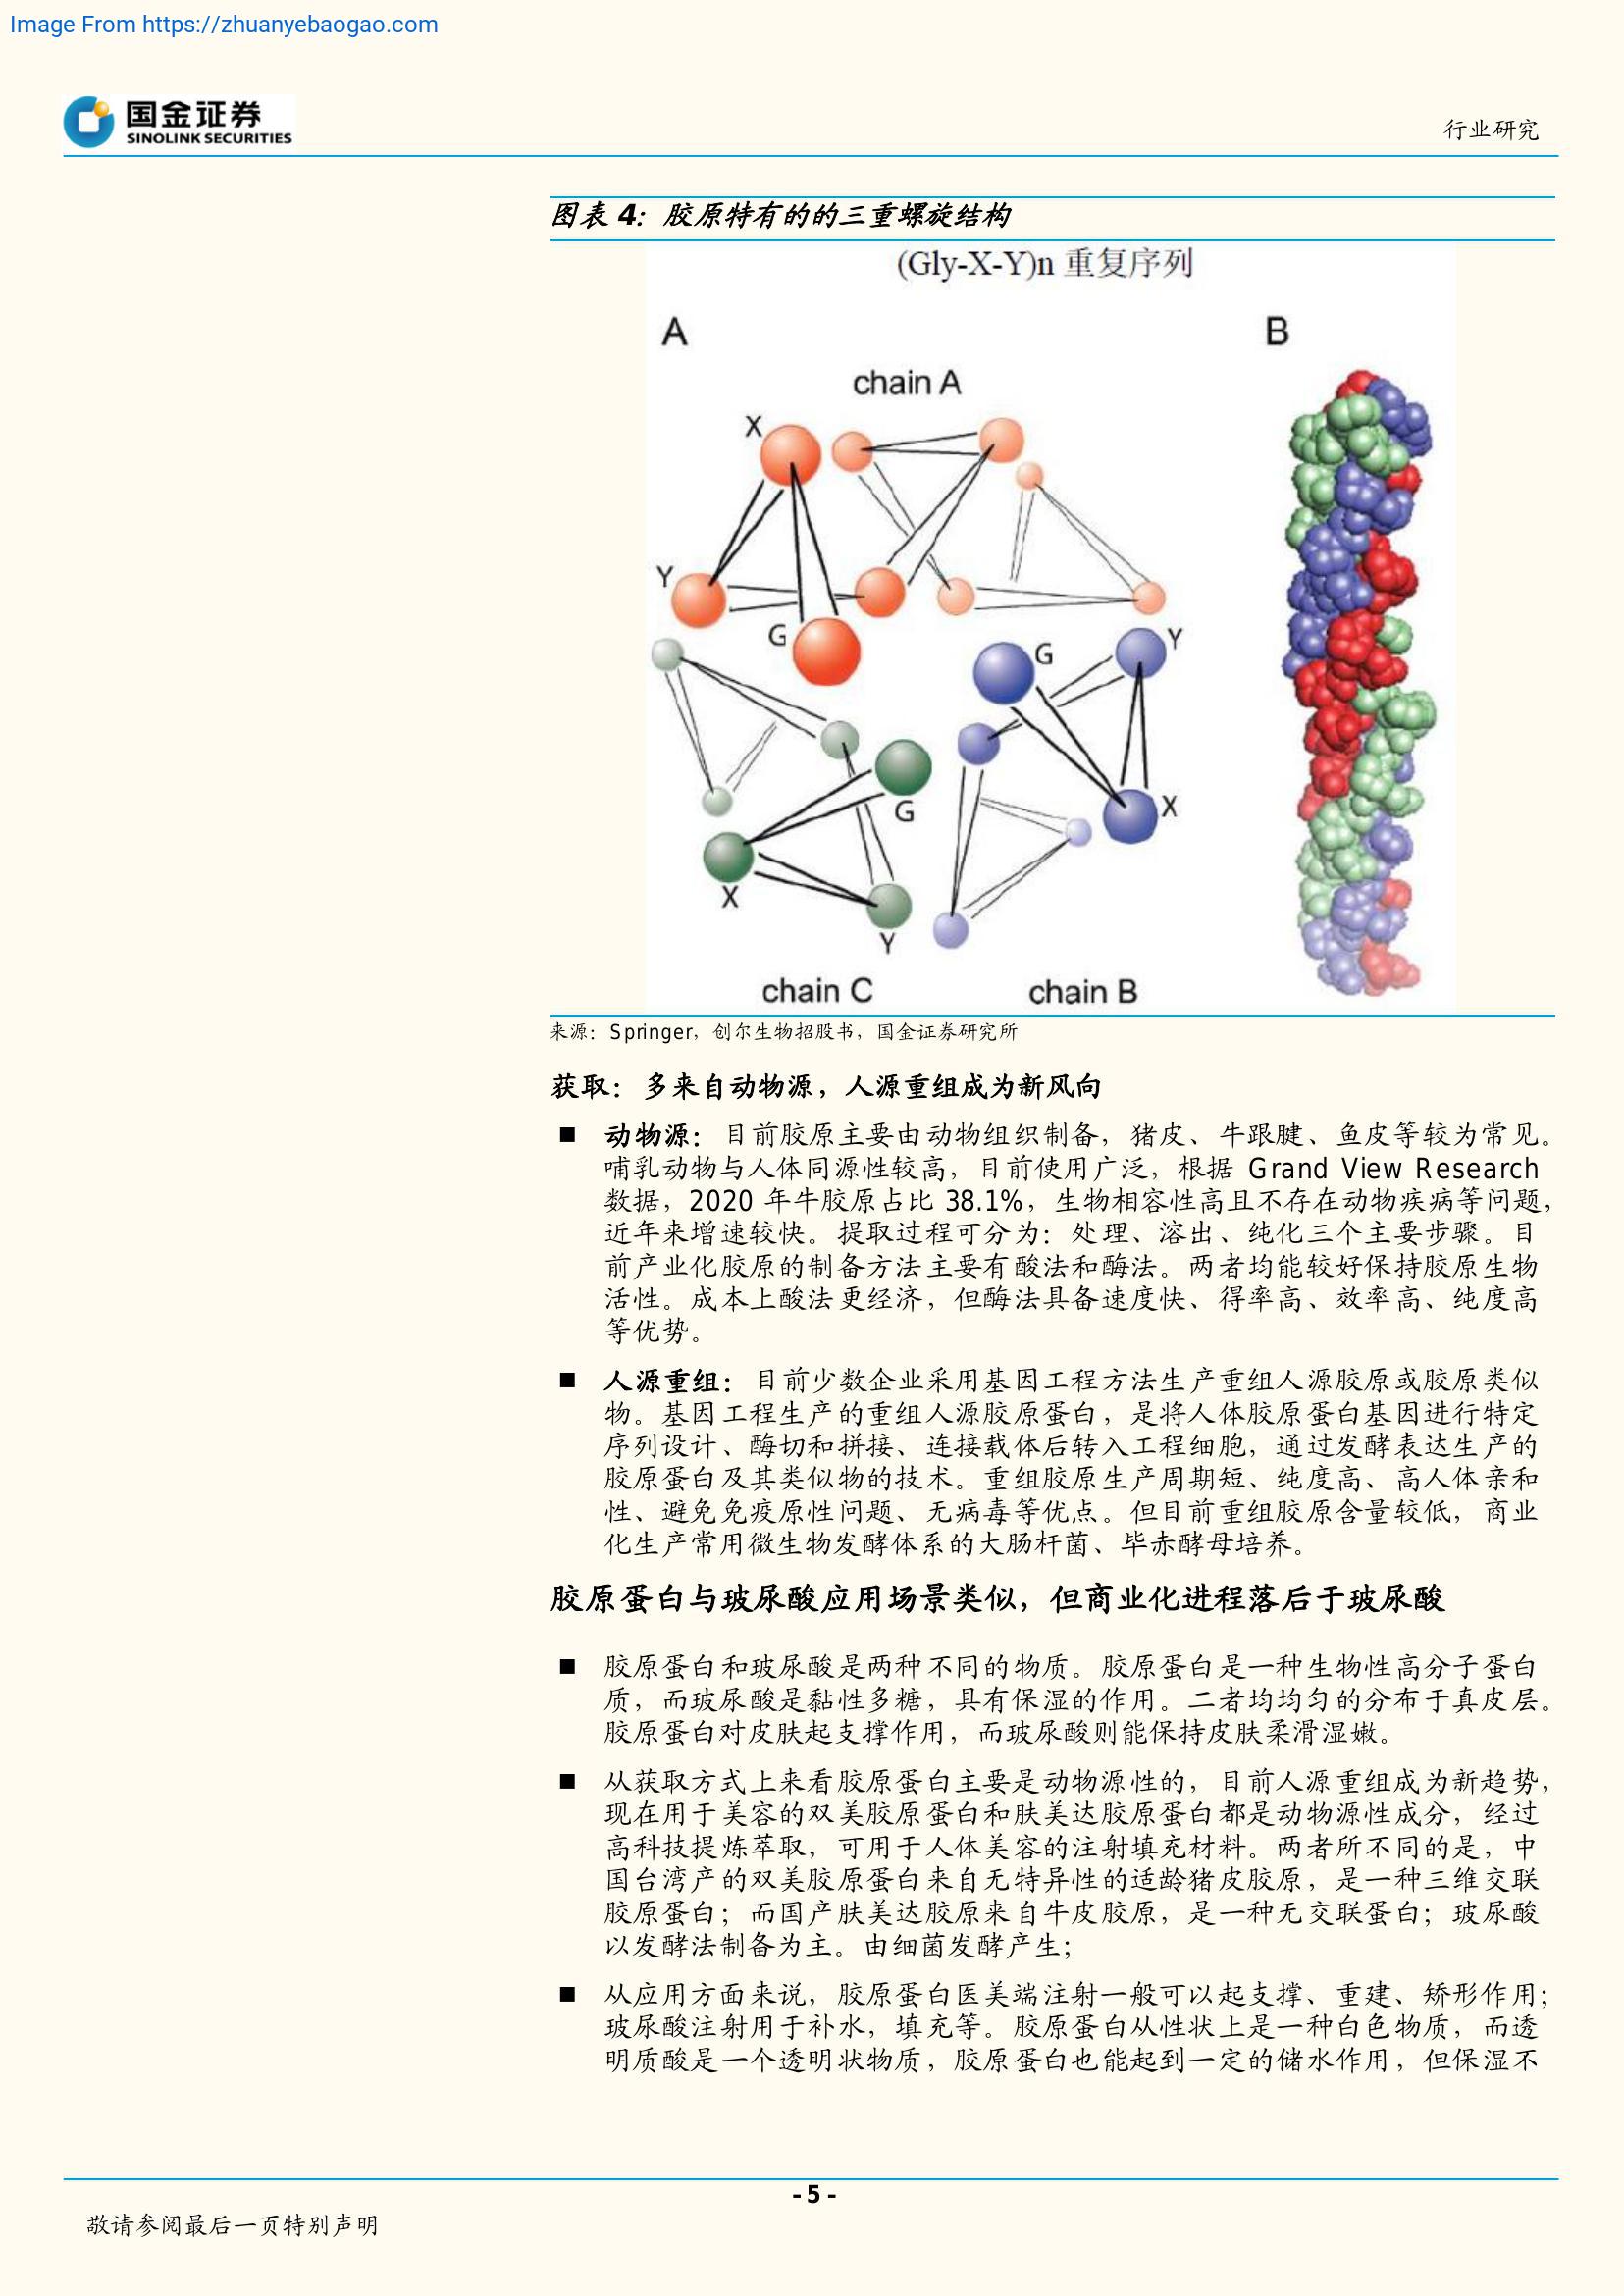 Image From https://zhuanyebaogao.com
国金证券
SINOLINK SECURITIES
行业研究
图表 4：胶原特有的的三重螺旋结构
(Gly-X-Y)n 重复序列
A
B
chain A
X
Y
G
G
Y
G
X
X
Y
chain C
chain B
来源：Springer，创尔生物招股书，国金证券研究所
获取：多来自动物源，人源重组成为新风向
■ 动物源：目前胶原主要由动物组织制备，猪皮、牛跟腱、鱼皮等较为常见。
哺乳动物与人体同源性较高，目前使用广泛，根据 Grand View Research
数据，2020 年牛胶原占比 38.1%，生物相容性高且不存在动物疾病等问题，
近年来增速较快。提取过程可分为：处理、溶出、纯化三个主要步骤。目
前产业化胶原的制备方法主要有酸法和酶法。两者均能较好保持胶原生物
活性。成本上酸法更经济，但酶法具备速度快、得率高、效率高、纯度高
等优势。
■ 人源重组：目前少数企业采用基因工程方法生产重组人源胶原或胶原类似
物。基因工程生产的重组人源胶原蛋白，是将人体胶原蛋白基因进行特定
序列设计、酶切和拼接、连接载体后转入工程细胞，通过发酵表达生产的
胶原蛋白及其类似物的技术。重组胶原生产周期短、纯度高、高人体亲和
性、避免免疫原性问题、无病毒等优点。但目前重组胶原含量较低，商业
化生产常用微生物发酵体系的大肠杆菌、毕赤酵母培养。
胶原蛋白与玻尿酸应用场景类似，但商业化进程落后于玻尿酸
■ 胶原蛋白和玻尿酸是两种不同的物质。胶原蛋白是一种生物性高分子蛋白
质，而玻尿酸是黏性多糖，具有保湿的作用。二者均均匀的分布于真皮层。
胶原蛋白对皮肤起支撑作用，而玻尿酸则能保持皮肤柔滑湿嫩。
■ 从获取方式上来看胶原蛋白主要是动物源性的，目前人源重组成为新趋势，
现在用于美容的双美胶原蛋白和肤美达胶原蛋白都是动物源性成分，经过
高科技提炼萃取，可用于人体美容的注射填充材料。两者所不同的是，中
国台湾产的双美胶原蛋白来自无特异性的适龄猪皮胶原，是一种三维交联
胶原蛋白；而国产肤美达胶原来自牛皮胶原，是一种无交联蛋白；玻尿酸
以发酵法制备为主。由细菌发酵产生；
■ 从应用方面来说，胶原蛋白医美端注射一般可以起支撑、重建、矫形作用；
玻尿酸注射用于补水，填充等。胶原蛋白从性状上是一种白色物质，而透
明质酸是一个透明状物质，胶原蛋白也能起到一定的储水作用，但保湿不
- 5 -
敬请参阅最后一页特别声明